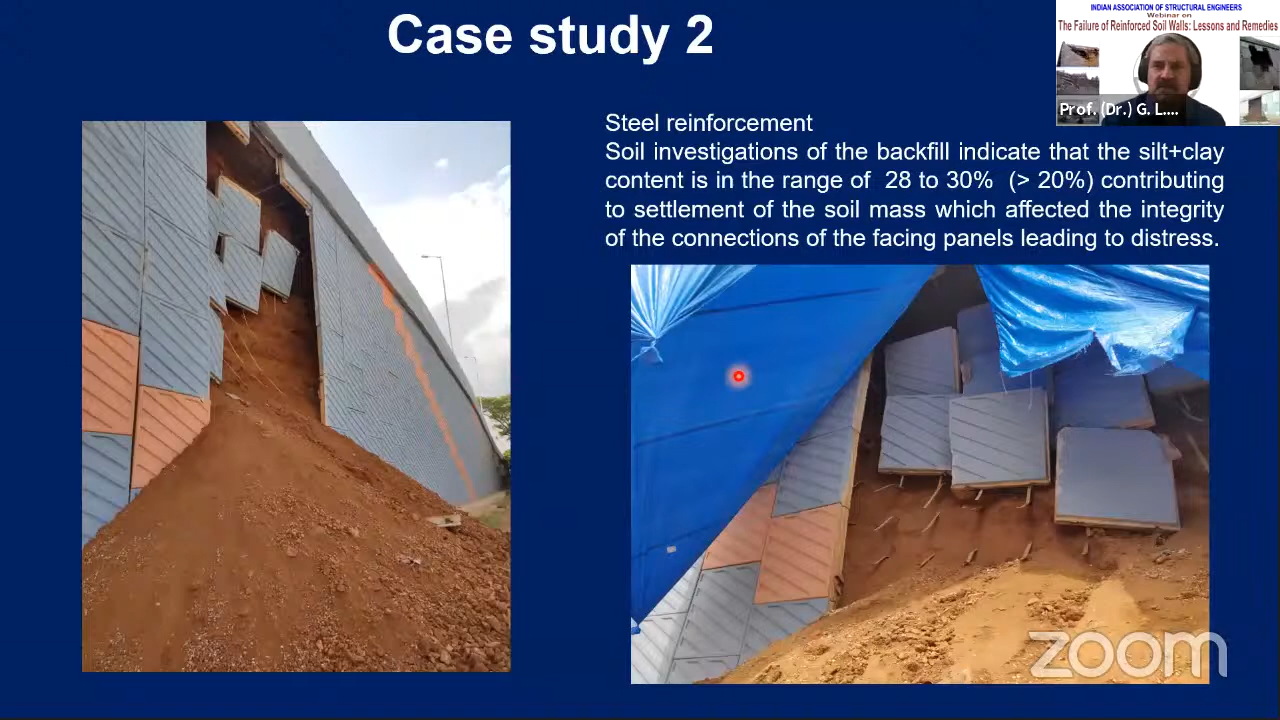 Case study 2
INDIAN ASSOCIATION OF STRUCTURAL ENGINEERS
Webinar on
The Failure of Reinforced Soil Walls: Lessons and Remedies
Prof. (Dr.) G. L....
Steel reinforcement
Soil investigations of the backfill indicate that the silt+clay
content is in the range of 28 to 30% (> 20%) contributing
to settlement of the soil mass which affected the integrity
of the connections of the facing panels leading to distress.
zoom